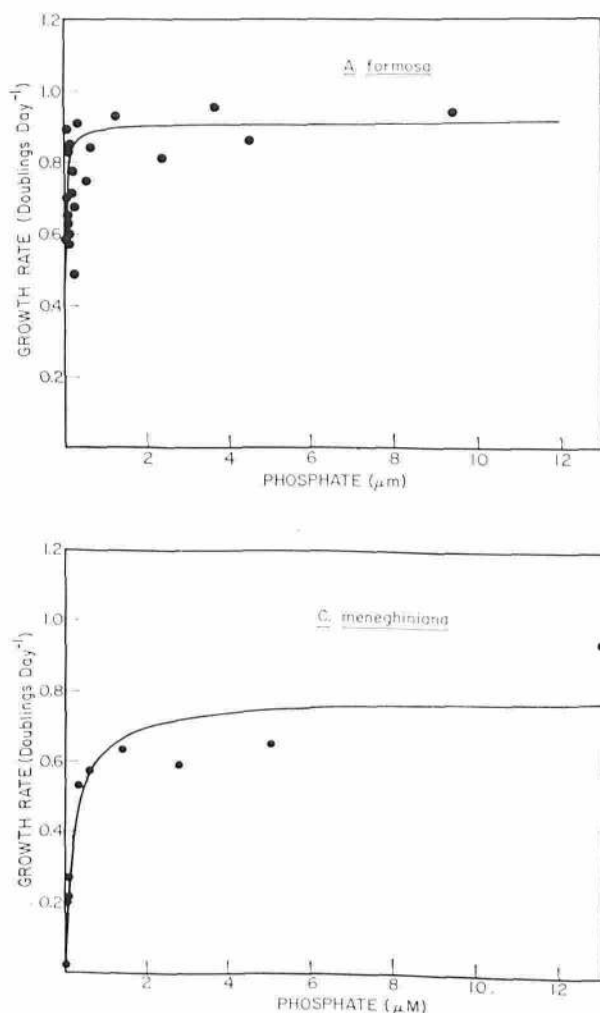 1.2
A. formosa
1.0
0.8
0.6
0.4
0.2
GROWTH RATE (Doublings Day⁻¹)
2 4 6 8 10 12
PHOSPHATE (μm)
1.2
C. meneghiniana
1.0
0.8
0.6
0.4
0.2
GROWTH RATE (Doublings Day⁻¹)
2 4 6 8 10 12
PHOSPHATE (μM)